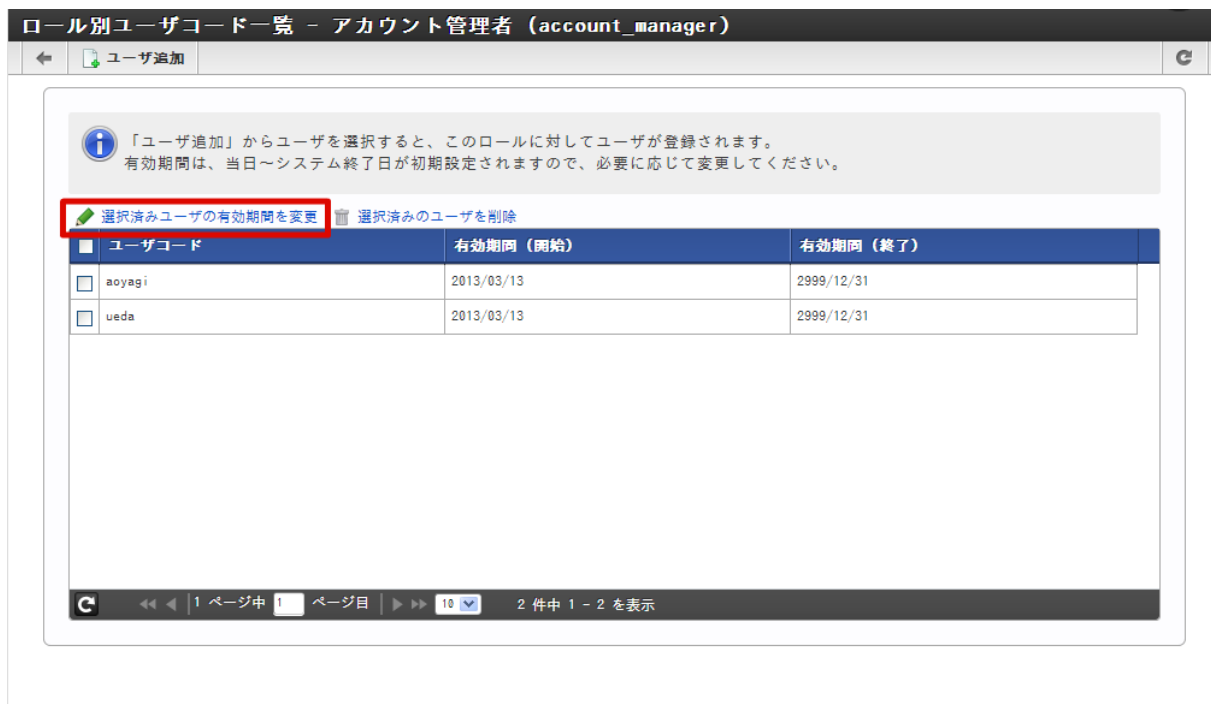 ロール別ユーザコード一覧 - アカウント管理者 (account_manager)
ユーザ追加
「ユーザ追加」からユーザを選択すると、このロールに対してユーザが登録されます。
有効期間は、当日～システム終了日が初期設定されますので、必要に応じて変更してください。
選択済みユーザの有効期間を変更 選択済みのユーザを削除
ユーザコード 有効期間 (開始) 有効期間 (終了)
aoyagi 2013/03/13 2999/12/31
ueda 2013/03/13 2999/12/31
1 ページ中 1 ページ目 10 2 件中 1 - 2 を表示